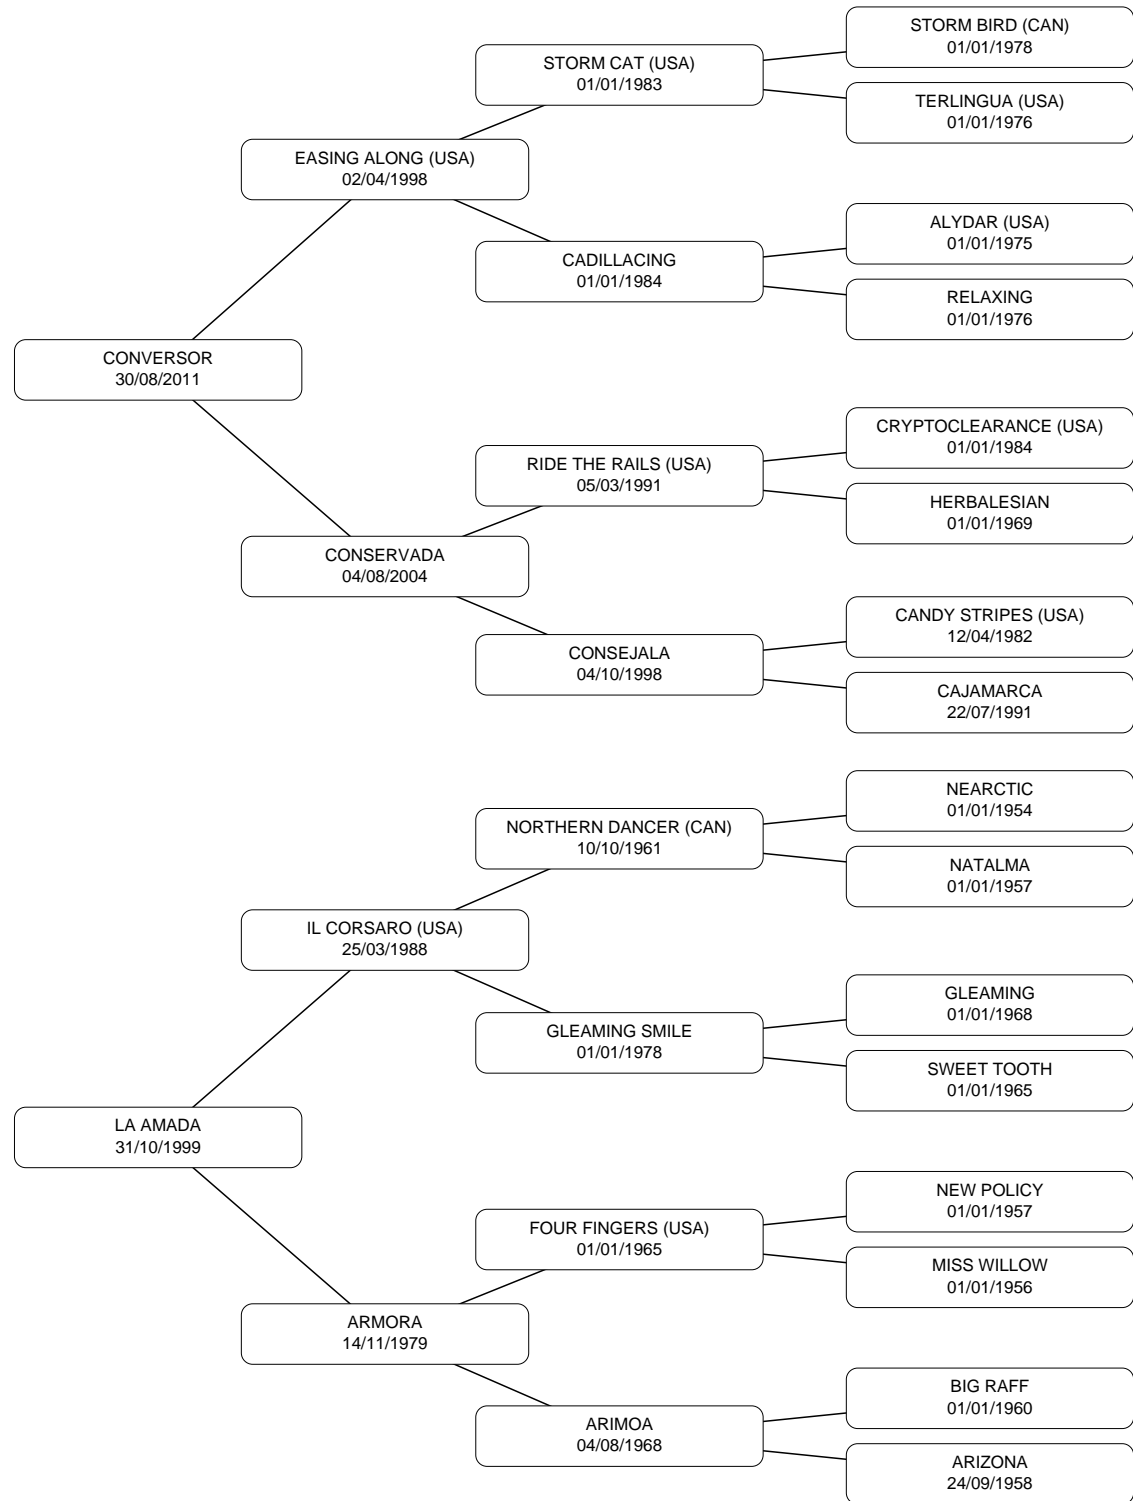 STORM BIRD (CAN)
01/01/1978
STORM CAT (USA)
01/01/1983
TERLINGUA (USA)
01/01/1976
EASING ALONG (USA)
02/04/1998
ALYDAR (USA)
01/01/1975
CADILLACING
01/01/1984
RELAXING
01/01/1976
CONVERSOR
30/08/2011
CRYPTOCLEARANCE (USA)
01/01/1984
RIDE THE RAILS (USA)
05/03/1991
HERBALESIAN
01/01/1969
CONSERVADA
04/08/2004
CANDY STRIPES (USA)
12/04/1982
CONSEJALA
04/10/1998
CAJAMARCA
22/07/1991
NEARCTIC
01/01/1954
NORTHERN DANCER (CAN)
10/10/1961
NATALMA
01/01/1957
IL CORSARO (USA)
25/03/1988
GLEAMING
01/01/1968
GLEAMING SMILE
01/01/1978
SWEET TOOTH
01/01/1965
LA AMADA
31/10/1999
NEW POLICY
01/01/1957
FOUR FINGERS (USA)
01/01/1965
MISS WILLOW
01/01/1956
ARMORA
14/11/1979
BIG RAFF
01/01/1960
ARIMOA
04/08/1968
ARIZONA
24/09/1958